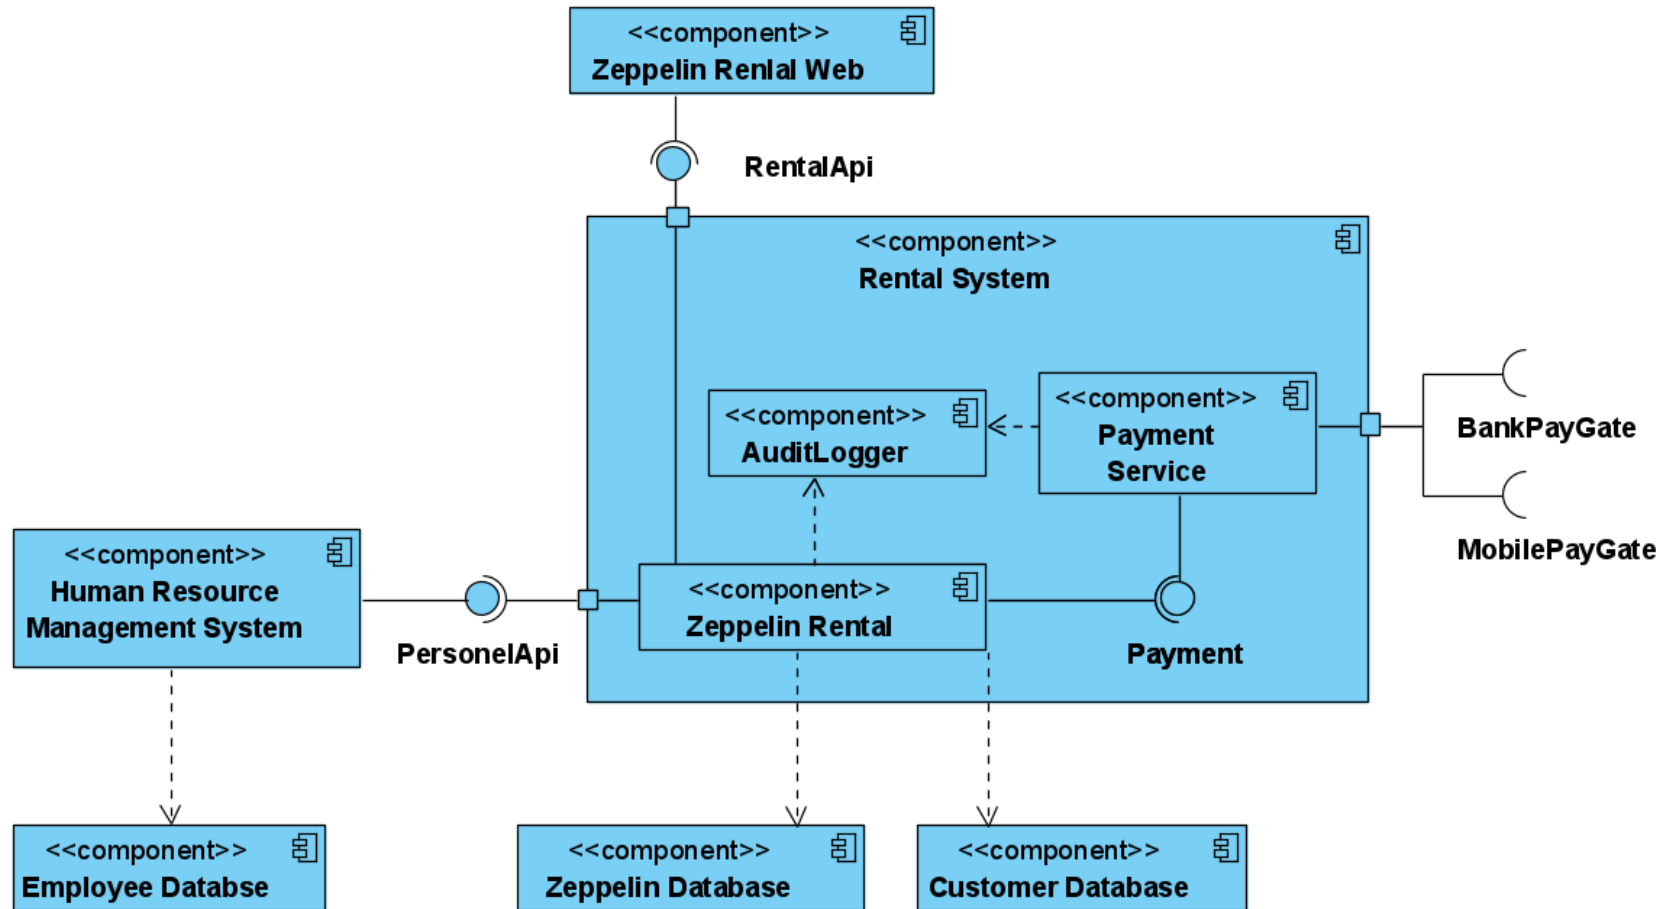 <<component>>
Zeppelin Renlal Web
RentalApi
<<component>>
Rental System
<<component>>
AuditLogger
<<component>>
Payment
Service
BankPayGate
MobilePayGate
<<component>>
Human Resource
Management System
PersonelApi
<<component>>
Zeppelin Rental
Payment
<<component>>
Employee Databse
<<component>>
Zeppelin Database
<<component>>
Customer Database